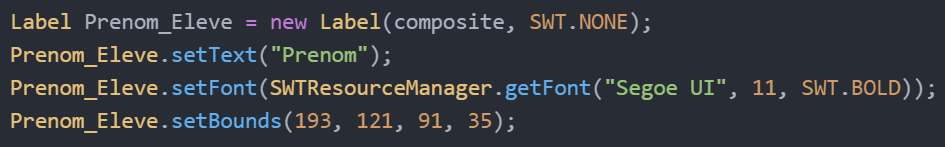 Label Prenom_Eleve = new Label(composite, SWT.NONE);
Prenom_Eleve.setText("Prenom");
Prenom_Eleve.setFont(SWTResourceManager.getFont("Segoe UI", 11, SWT.BOLD));
Prenom_Eleve.setBounds(193, 121, 91, 35);